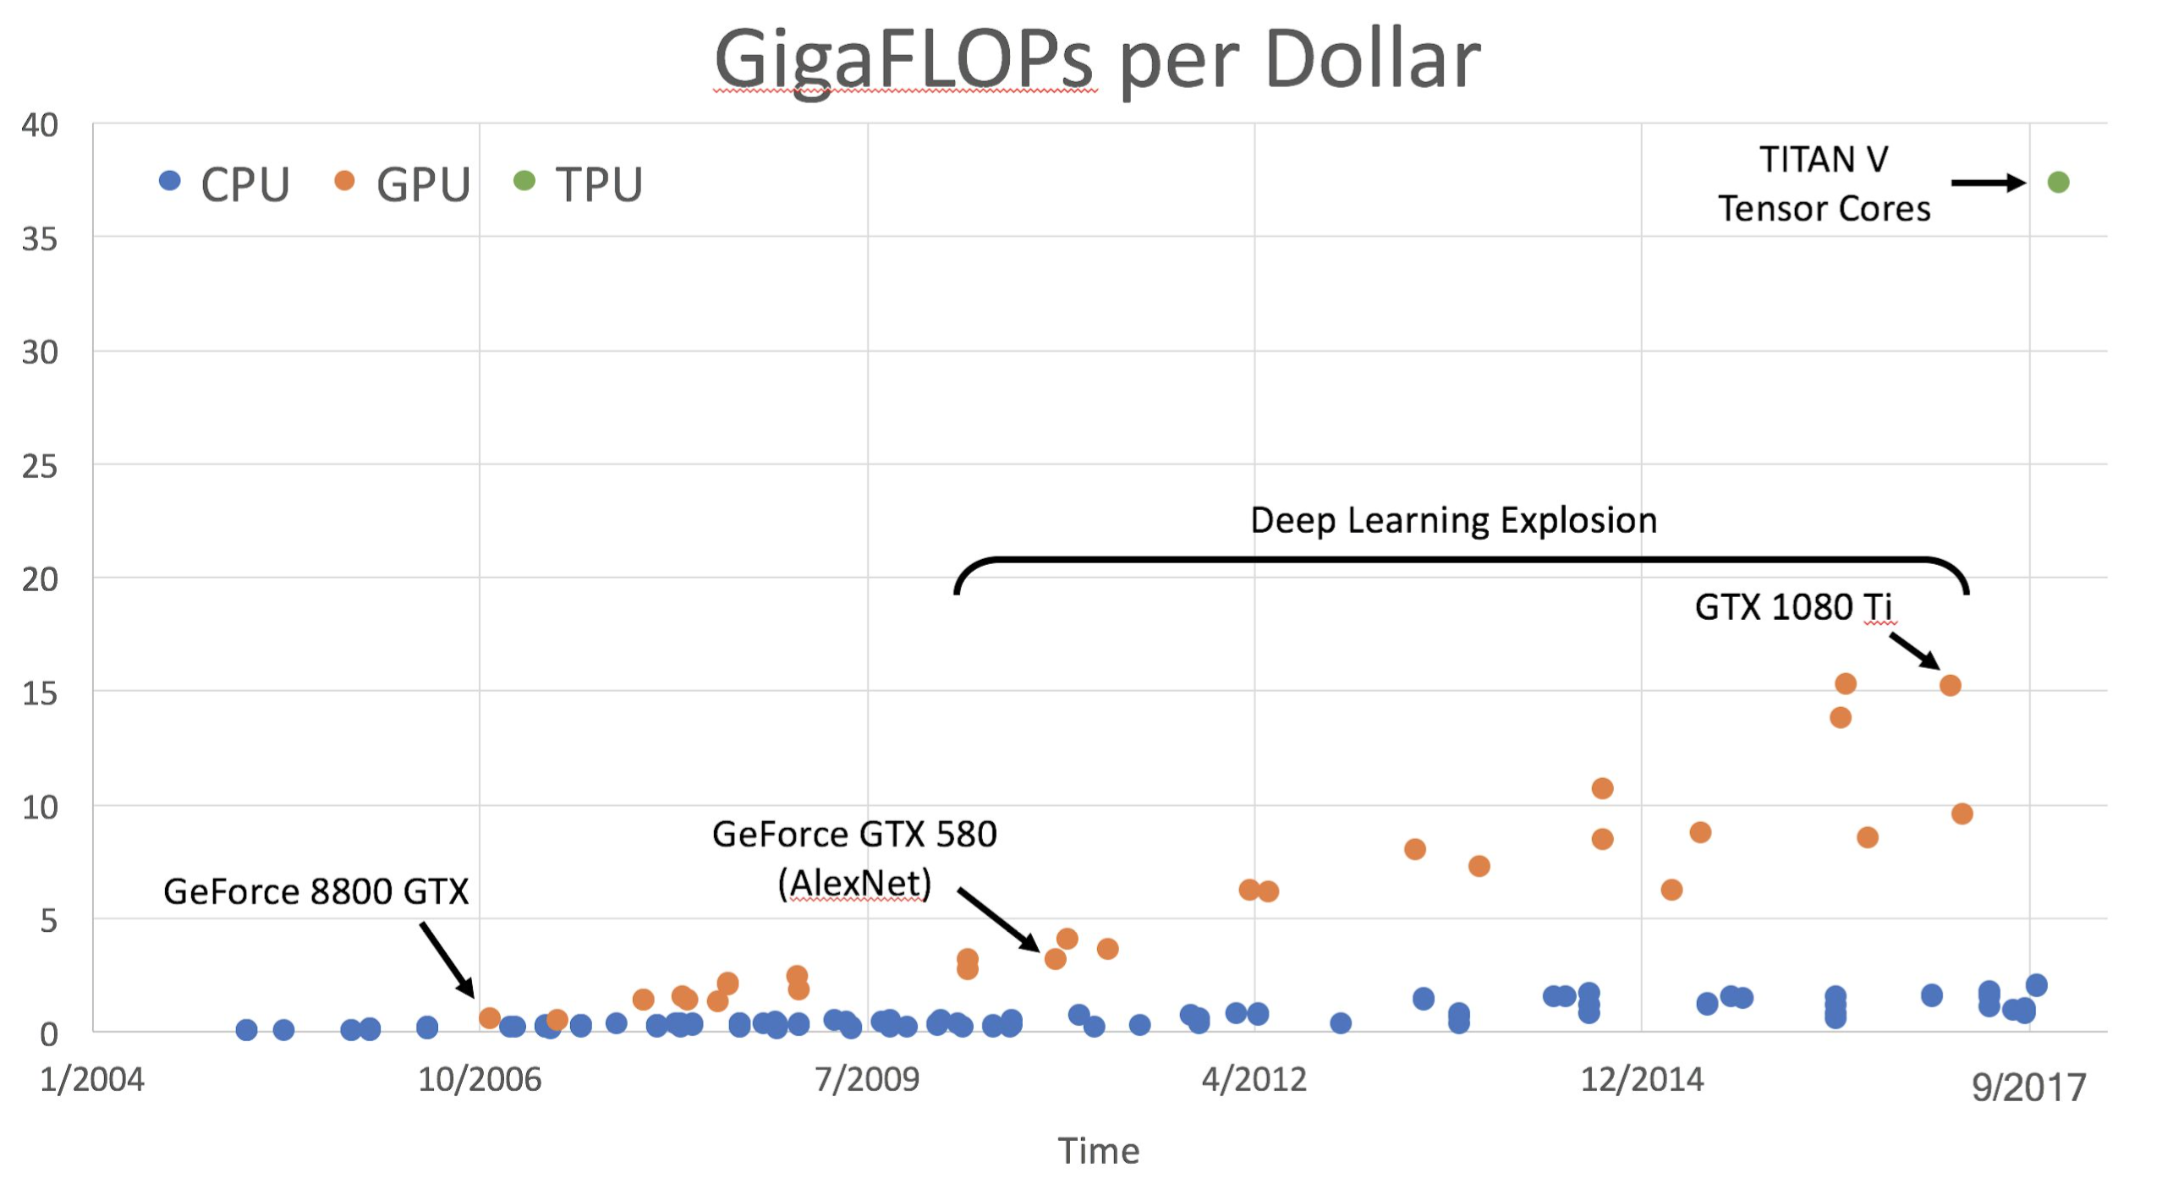 GigaFLOPs per Dollar
40
35
30
25
20
15
10
5
0
CPU GPU TPU
TITAN V
Tensor Cores
Deep Learning Explosion
GTX 1080 Ti
GeForce GTX 580
(AlexNet)
GeForce 8800 GTX
1/2004 10/2006 7/2009 4/2012 12/2014 9/2017
Time